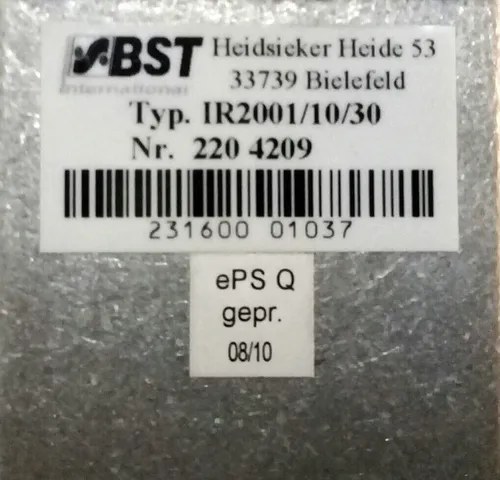 BST Heidsieker Heide 53
international 33739 Bielefeld
Typ. IR2001/10/30
Nr. 220 4209
231600 01037
ePS Q
gepr.
08/10